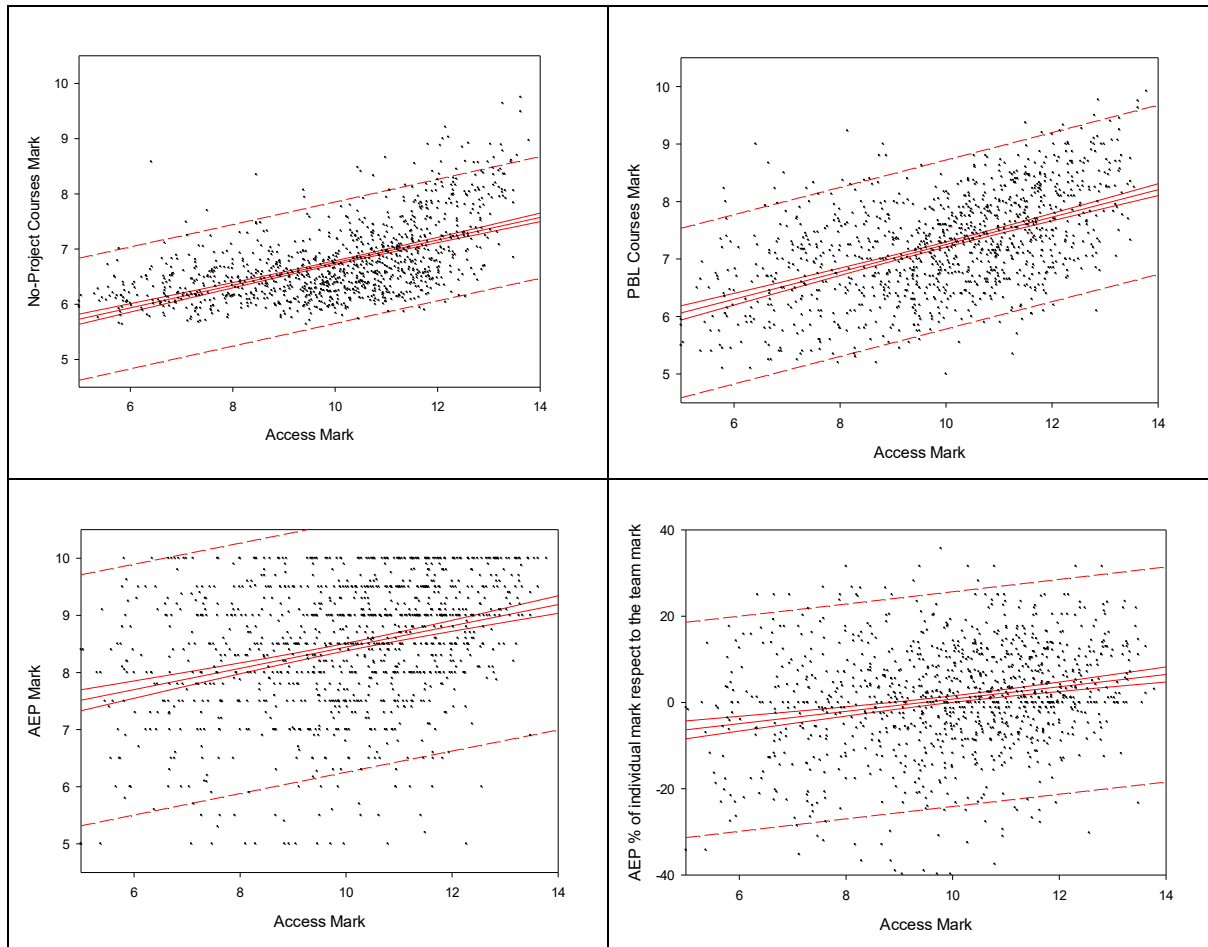 No-Project Courses Mark
10
9
8
7
6
5
6 8 10 12 14
Access Mark
PBL Courses Mark
10
9
8
7
6
5
6 8 10 12 14
Access Mark
AEP Mark
10
9
8
7
6
5
6 8 10 12 14
Access Mark
AEP % of individual mark respect to the team mark
40
20
0
-20
-40
6 8 10 12 14
Access Mark